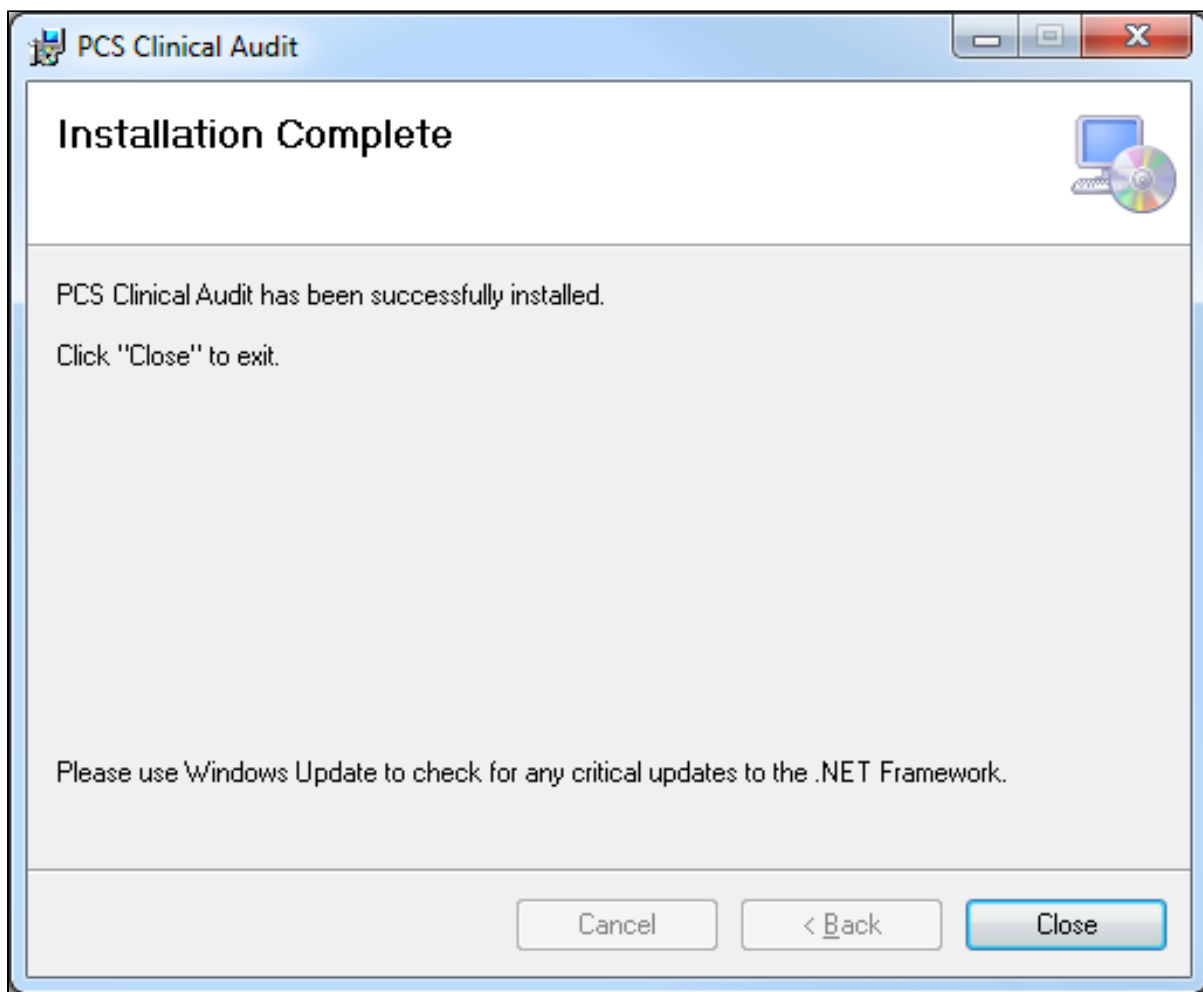 PCS Clinical Audit
Installation Complete
PCS Clinical Audit has been successfully installed.
Click "Close" to exit.
Please use Windows Update to check for any critical updates to the .NET Framework.
Cancel
< Back
Close